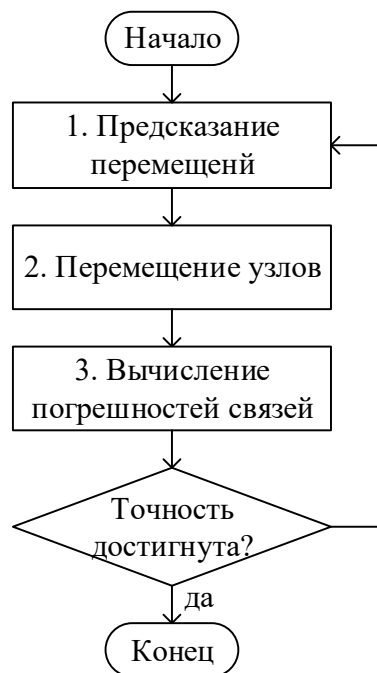 Начало
1. Предсказание
перемещенй
2. Перемещение узлов
3. Вычисление
погрешностей связей
Точность
достигнута?
да
Конец